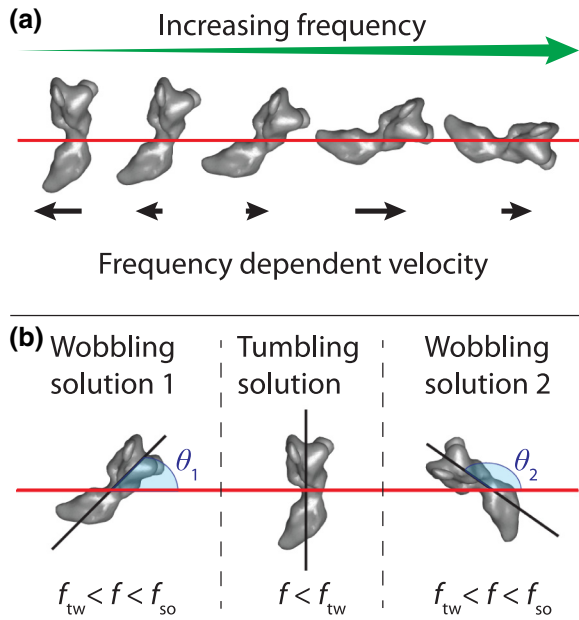 (a)
Increasing frequency
Frequency dependent velocity
(b)
Wobbling
solution 1
Tumbling
solution
Wobbling
solution 2
θ1
θ2
ftw < f < fso
f < ftw
ftw < f < fso